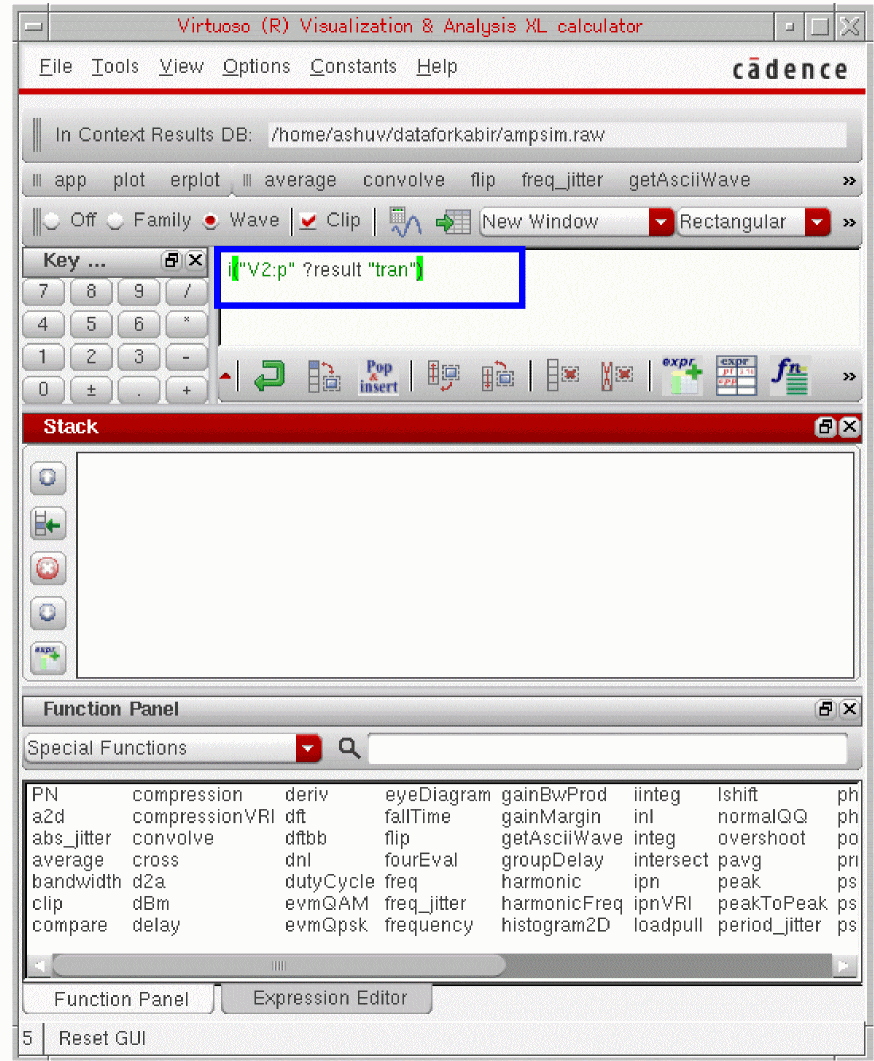 Virtuoso (R) Visualization & Analysis XL calculator
File Tools View Options Constants Help
cādence
In Context Results DB: /home/ashuv/dataforkabir/ampsim.raw
app plot erplot average convolve flip freq_jitter getAsciiWave »
Off Family Wave Clip New Window Rectangular »
Key ...
i("V2:p" ?result "tran")
7 8 9 /
4 5 6 *
1 2 3 -
0 ± . +
Pop & insert
expr
expr
fn
»
Stack
expr
Function Panel
Special Functions
PN compression deriv eyeDiagram gainBwProd iinteg lshift ph
a2d compressionVRI dft fallTime gainMargin inl normalQQ ph
abs_jitter convolve dftbb flip getAsciiWave integ overshoot po
average cross dnl fourEval groupDelay intersect pavg pri
bandwidth d2a dutyCycle freq harmonic ipn peak ps
clip dBm evmQAM freq_jitter harmonicFreq ipnVRI peakToPeak ps
compare delay evmQpsk frequency histogram2D loadpull period_jitter ps
Function Panel Expression Editor
5 Reset GUI